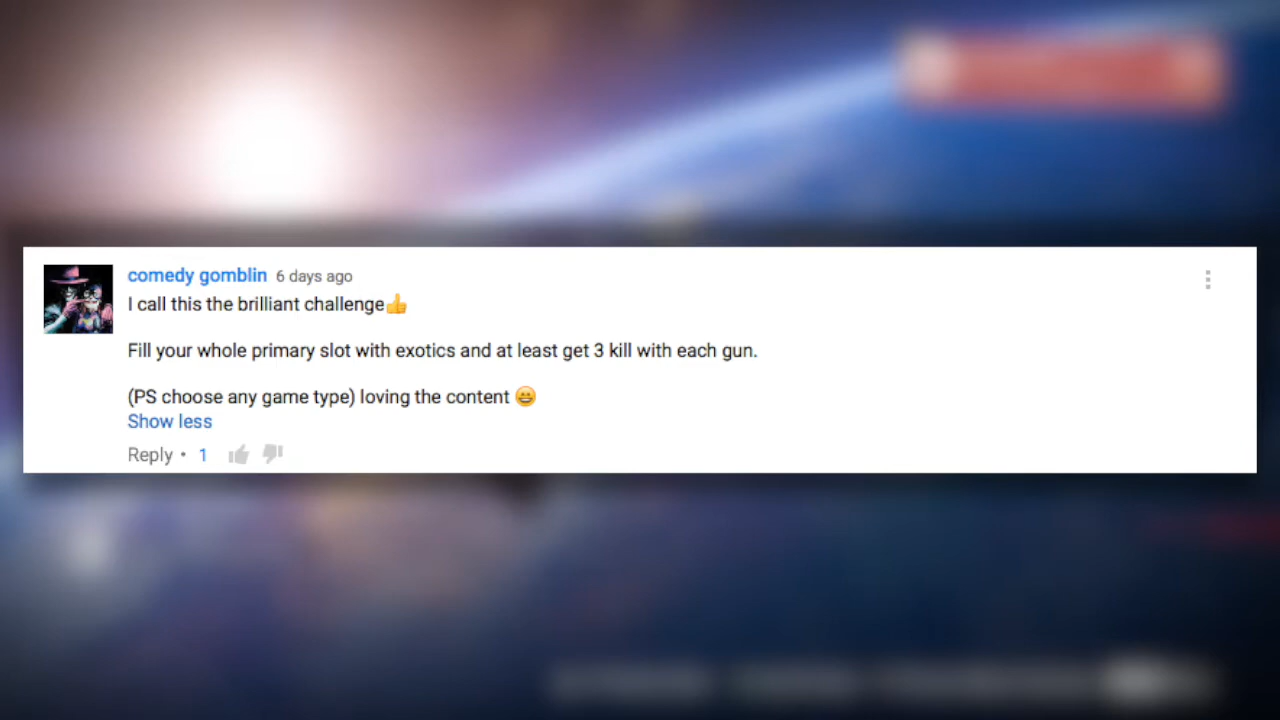 comedy gomblin 6 days ago
I call this the brilliant challenge👍
Fill your whole primary slot with exotics and at least get 3 kill with each gun.
(PS choose any game type) loving the content 😄
Show less
Reply • 1